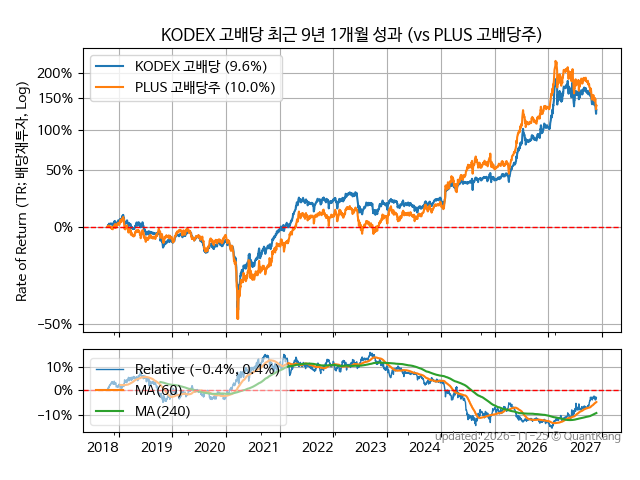 KODEX 고배당 최근 9년 1개월 성과 (vs PLUS 고배당주)
Rate of Return (TR: 배당재투자, Log)
KODEX 고배당 (9.6%)
PLUS 고배당주 (10.0%)
200%
150%
100%
50%
0%
−50%
Relative (−0.4%, 0.4%)
MA(60)
MA(240)
10%
0%
−10%
2018 2019 2020 2021 2022 2023 2024 2025 2026 2027
updated: 2026-11-25 © QuantKang